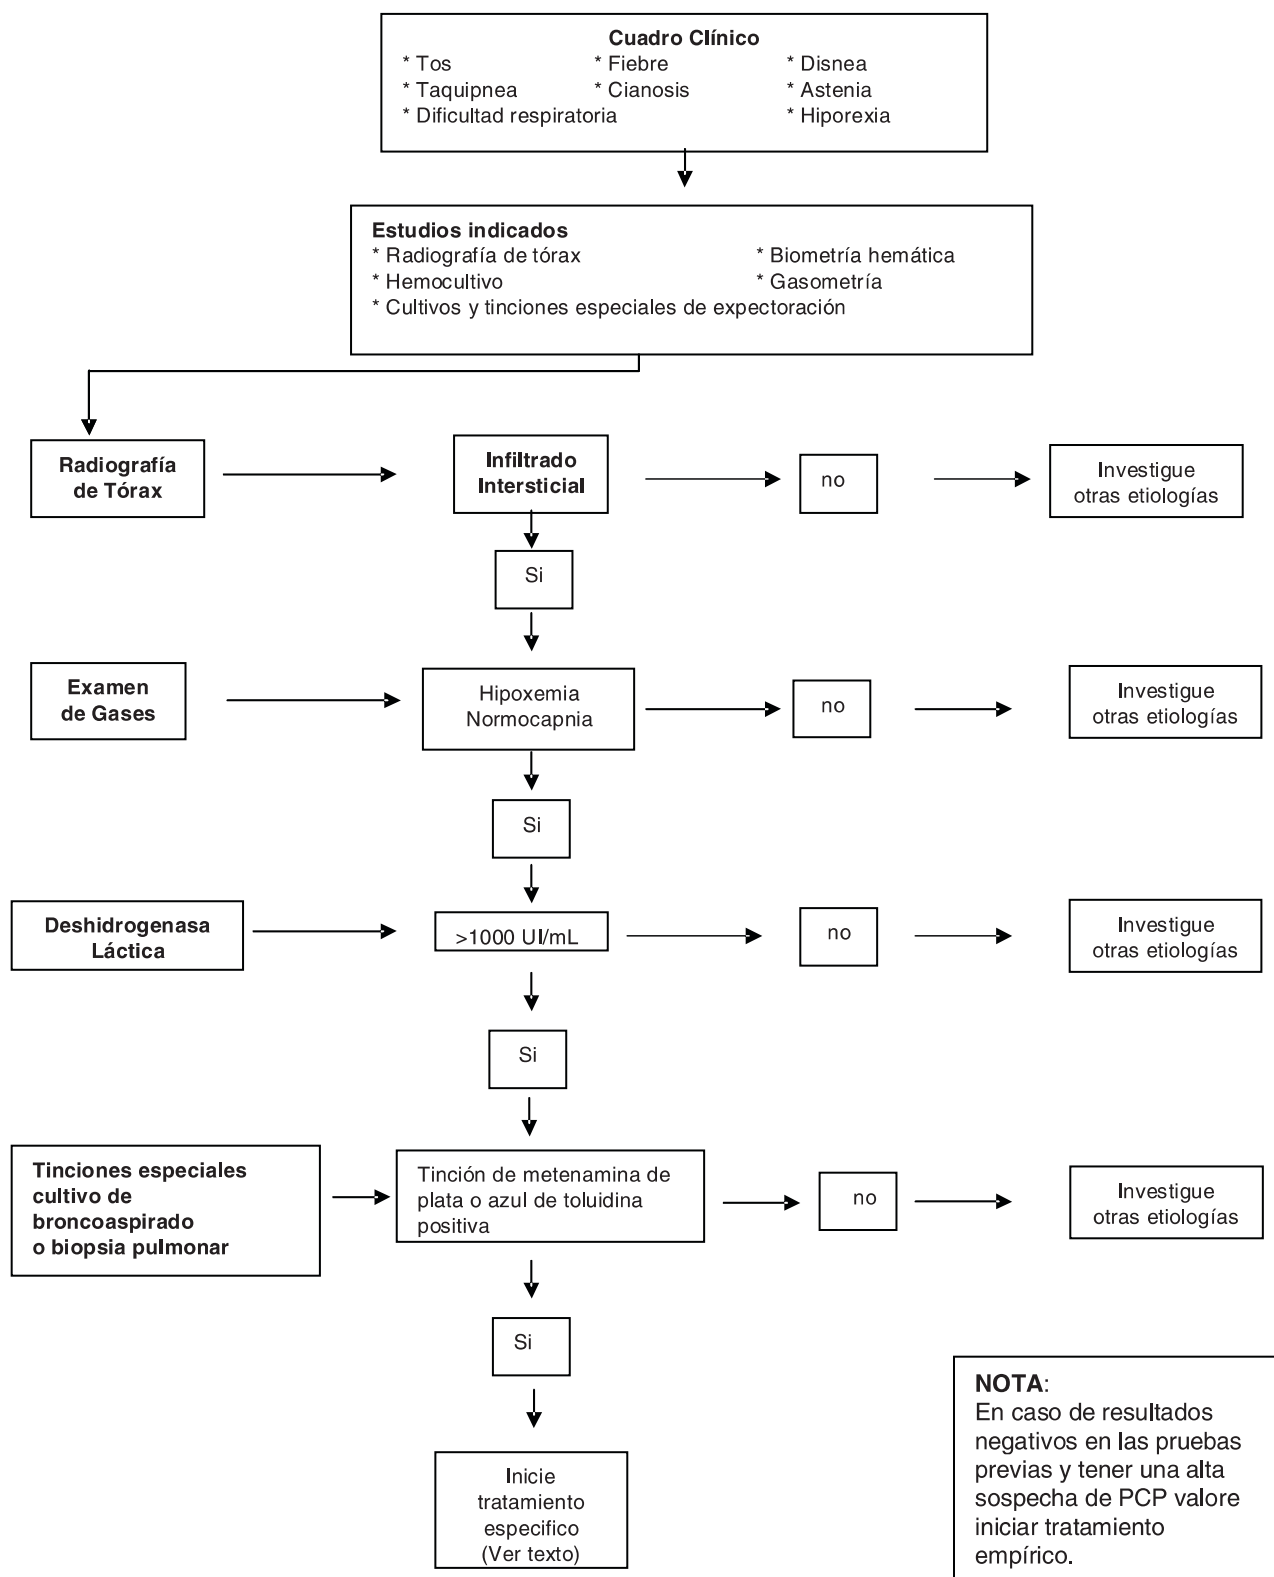 Cuadro Clínico
* Tos * Fiebre * Disnea
* Taquipnea * Cianosis * Astenia
* Dificultad respiratoria * Hiporexia
Estudios indicados
* Radiografía de tórax * Biometría hemática
* Hemocultivo * Gasometría
* Cultivos y tinciones especiales de expectoración
Radiografía
de Tórax
Infiltrado
Intersticial
no
Investigue
otras etiologías
Si
Examen
de Gases
Hipoxemia
Normocapnia
no
Investigue
otras etiologías
Si
Deshidrogenasa
Láctica
>1000 UI/mL
no
Investigue
otras etiologías
Si
Tinciones especiales
cultivo de
broncoaspirado
o biopsia pulmonar
Tinción de metenamina de
plata o azul de toluidina
positiva
no
Investigue
otras etiologías
Si
Inicie
tratamiento
especifico
(Ver texto)
NOTA:
En caso de resultados
negativos en las pruebas
previas y tener una alta
sospecha de PCP valore
iniciar tratamiento
empírico.